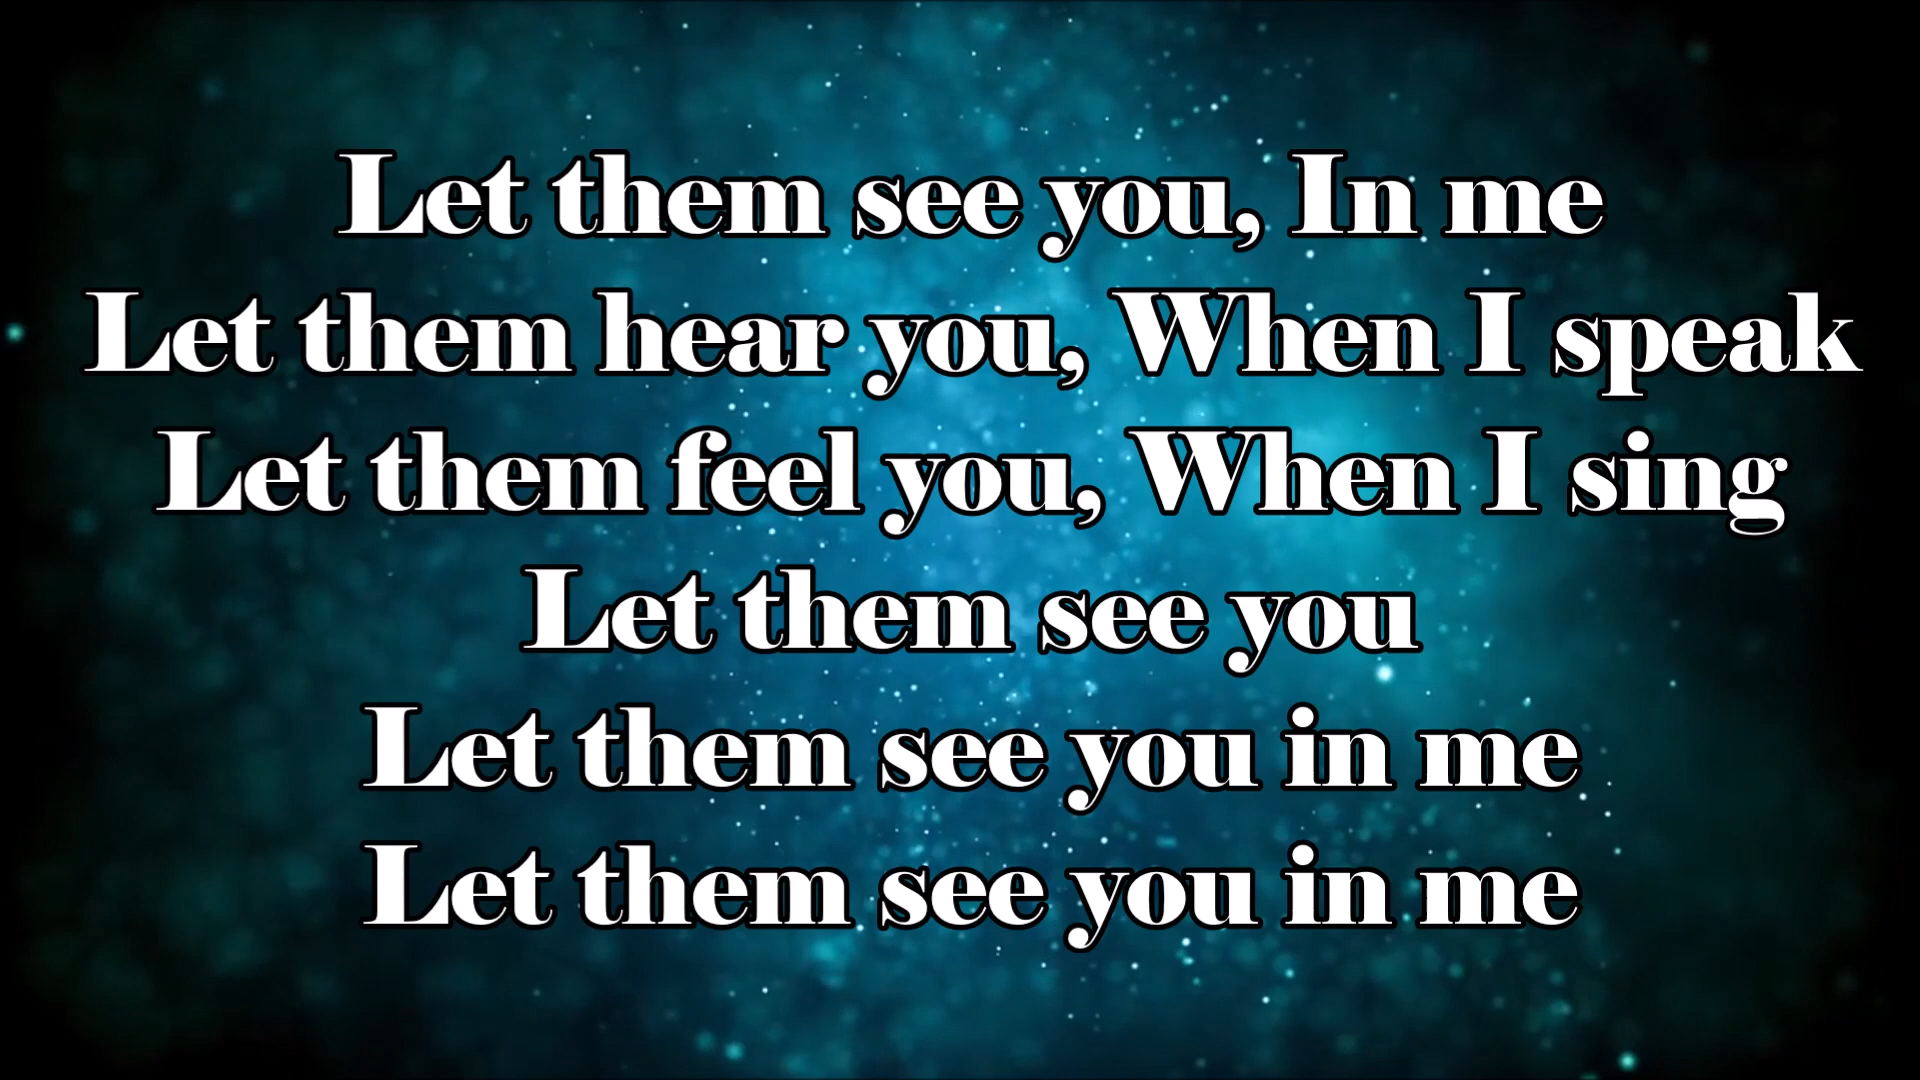 Let them see you, In me
Let them hear you, When I speak
Let them feel you, When I sing
Let them see you
Let them see you in me
Let them see you in me